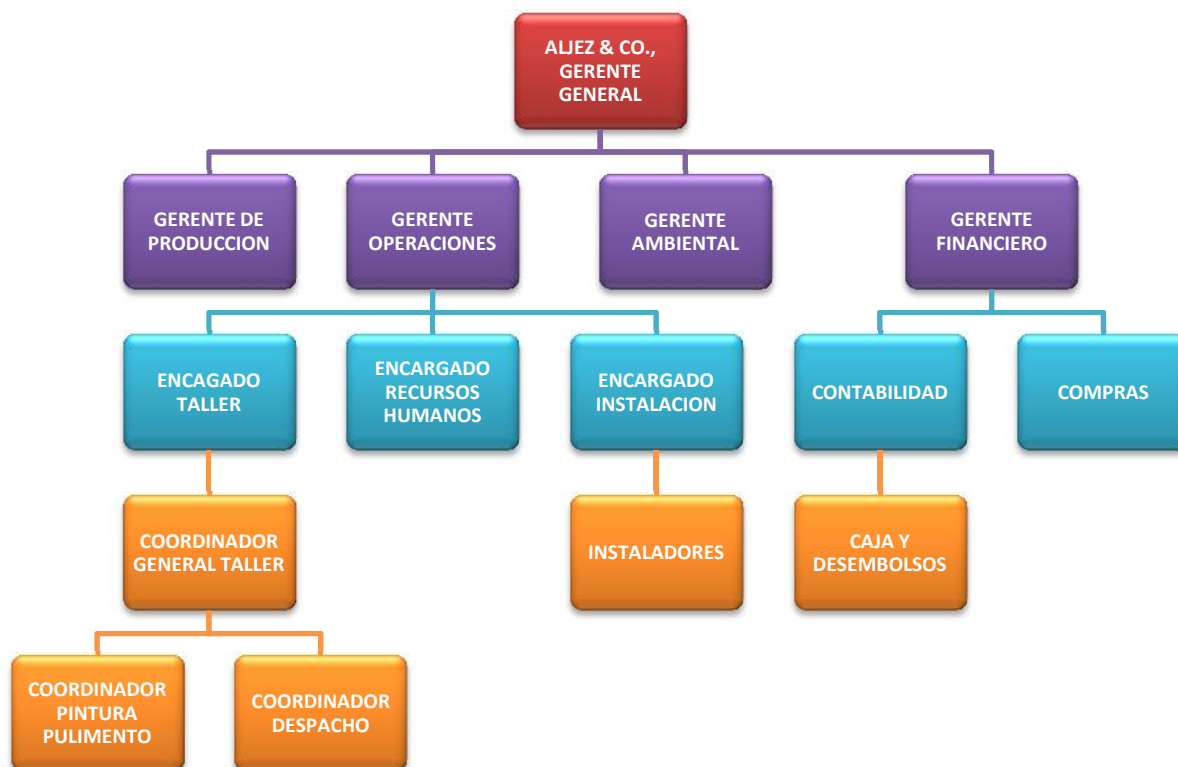 ALJEZ & CO.,
GERENTE
GENERAL
GERENTE DE
PRODUCCION
GERENTE
OPERACIONES
GERENTE
AMBIENTAL
GERENTE
FINANCIERO
ENCAGADO
TALLER
ENCARGADO
RECURSOS
HUMANOS
ENCARGADO
INSTALACION
CONTABILIDAD
COMPRAS
COORDINADOR
GENERAL TALLER
INSTALADORES
CAJA Y
DESEMBOLSOS
COORDINADOR
PINTURA
PULIMENTO
COORDINADOR
DESPACHO